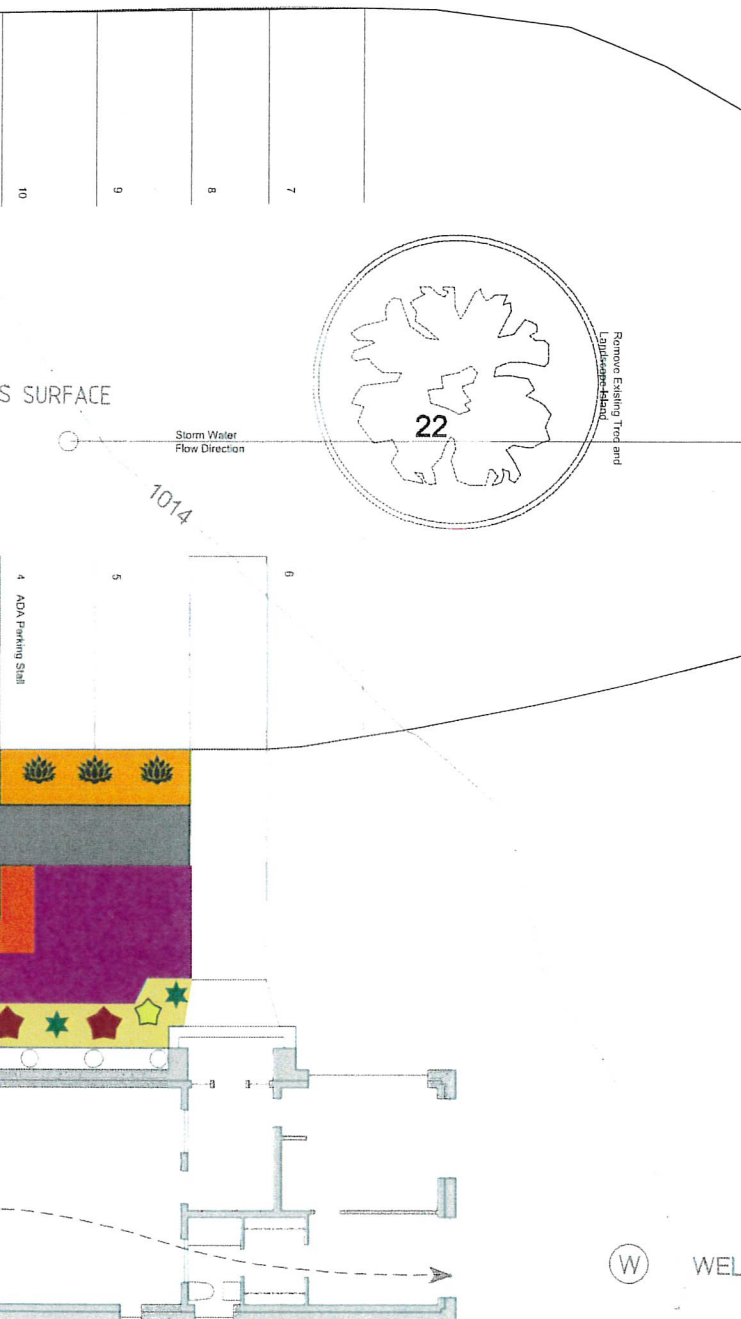 10
9
8
7
Remove Existing Tree and
Landscape Island
S SURFACE
22
Storm Water
Flow Direction
1014
4 ADA Parking Stall
5
6
W WEL